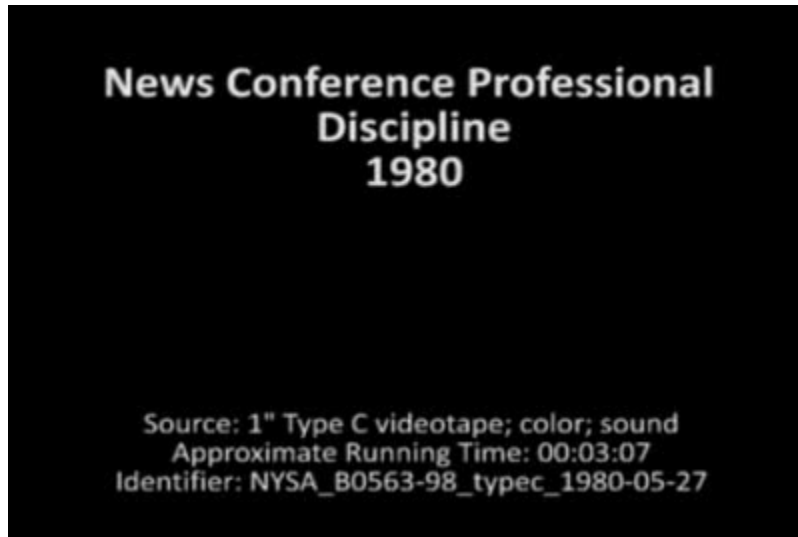 News Conference Professional
Discipline
1980
Source: 1" Type C videotape; color; sound
Approximate Running Time: 00:03:07
Identifier: NYSA_B0563-98_typec_1980-05-27